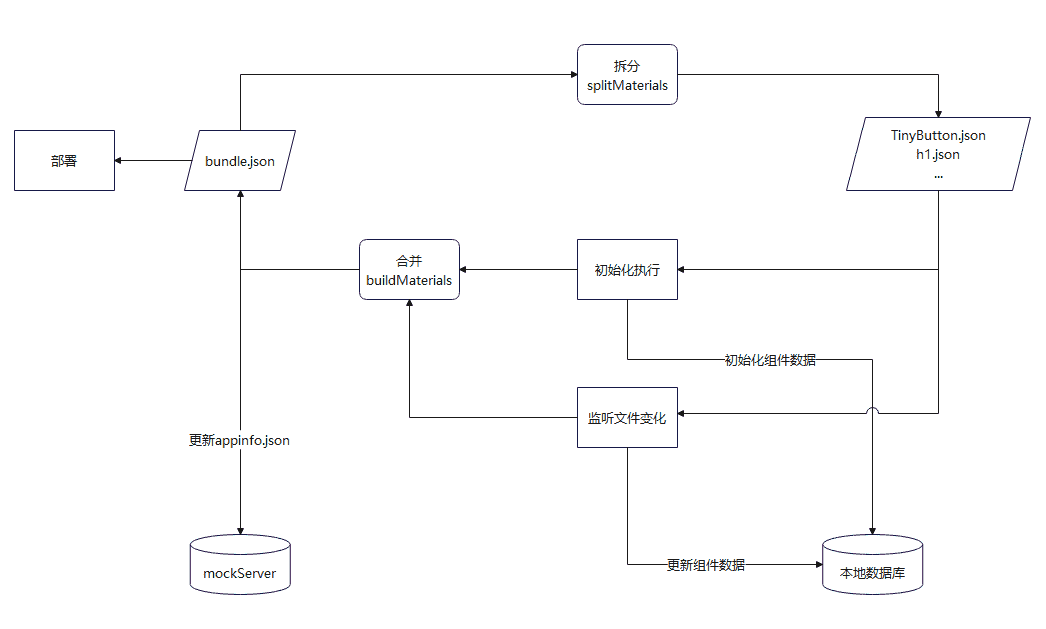 拆分
splitMaterials
TinyButton.json
h1.json
...
部署
bundle.json
合并
buildMaterials
初始化执行
初始化组件数据
监听文件变化
更新appinfo.json
更新组件数据
mockServer
本地数据库